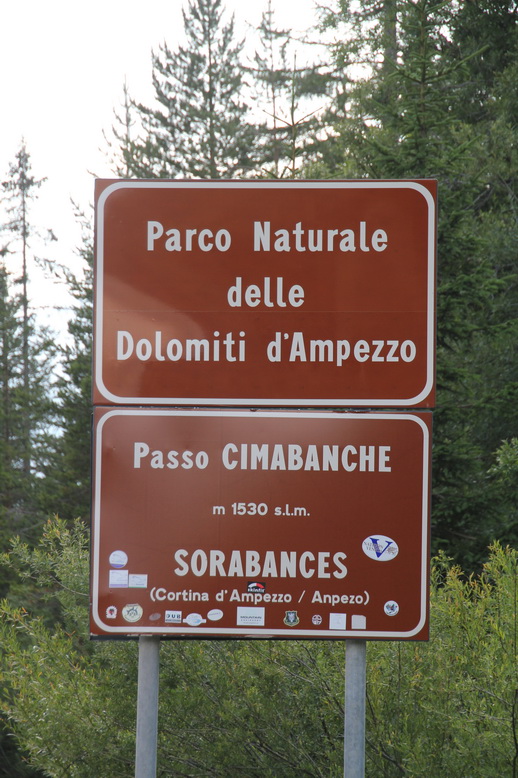 Parco Naturale
delle
Dolomiti d'Ampezzo
Passo CIMABANCHE
m 1530 s.l.m.
SORABANCES
(Cortina d'Ampezzo / Anpezo)